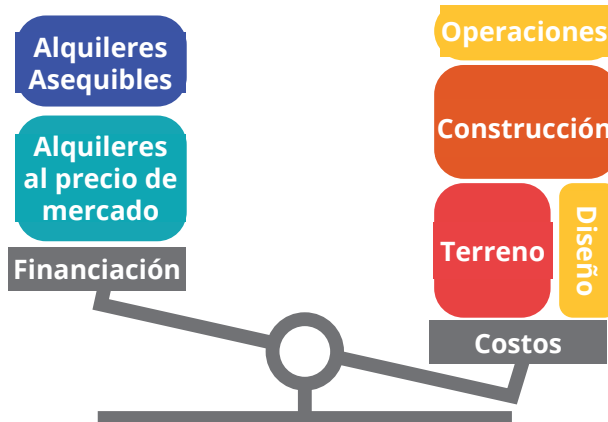 Alquileres
Asequibles
Alquileres
al precio de
mercado
Financiación
Operaciones
Construcción
Terreno
Diseño
Costos